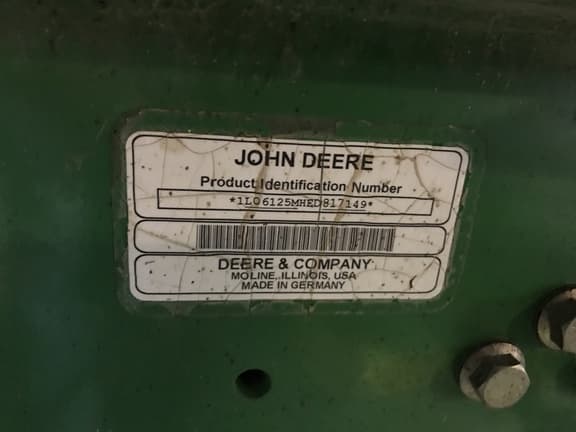 JOHN DEERE
Product Identification Number
*1L06125MHED817149*
DEERE & COMPANY
MOLINE, ILLINOIS, USA
MADE IN GERMANY